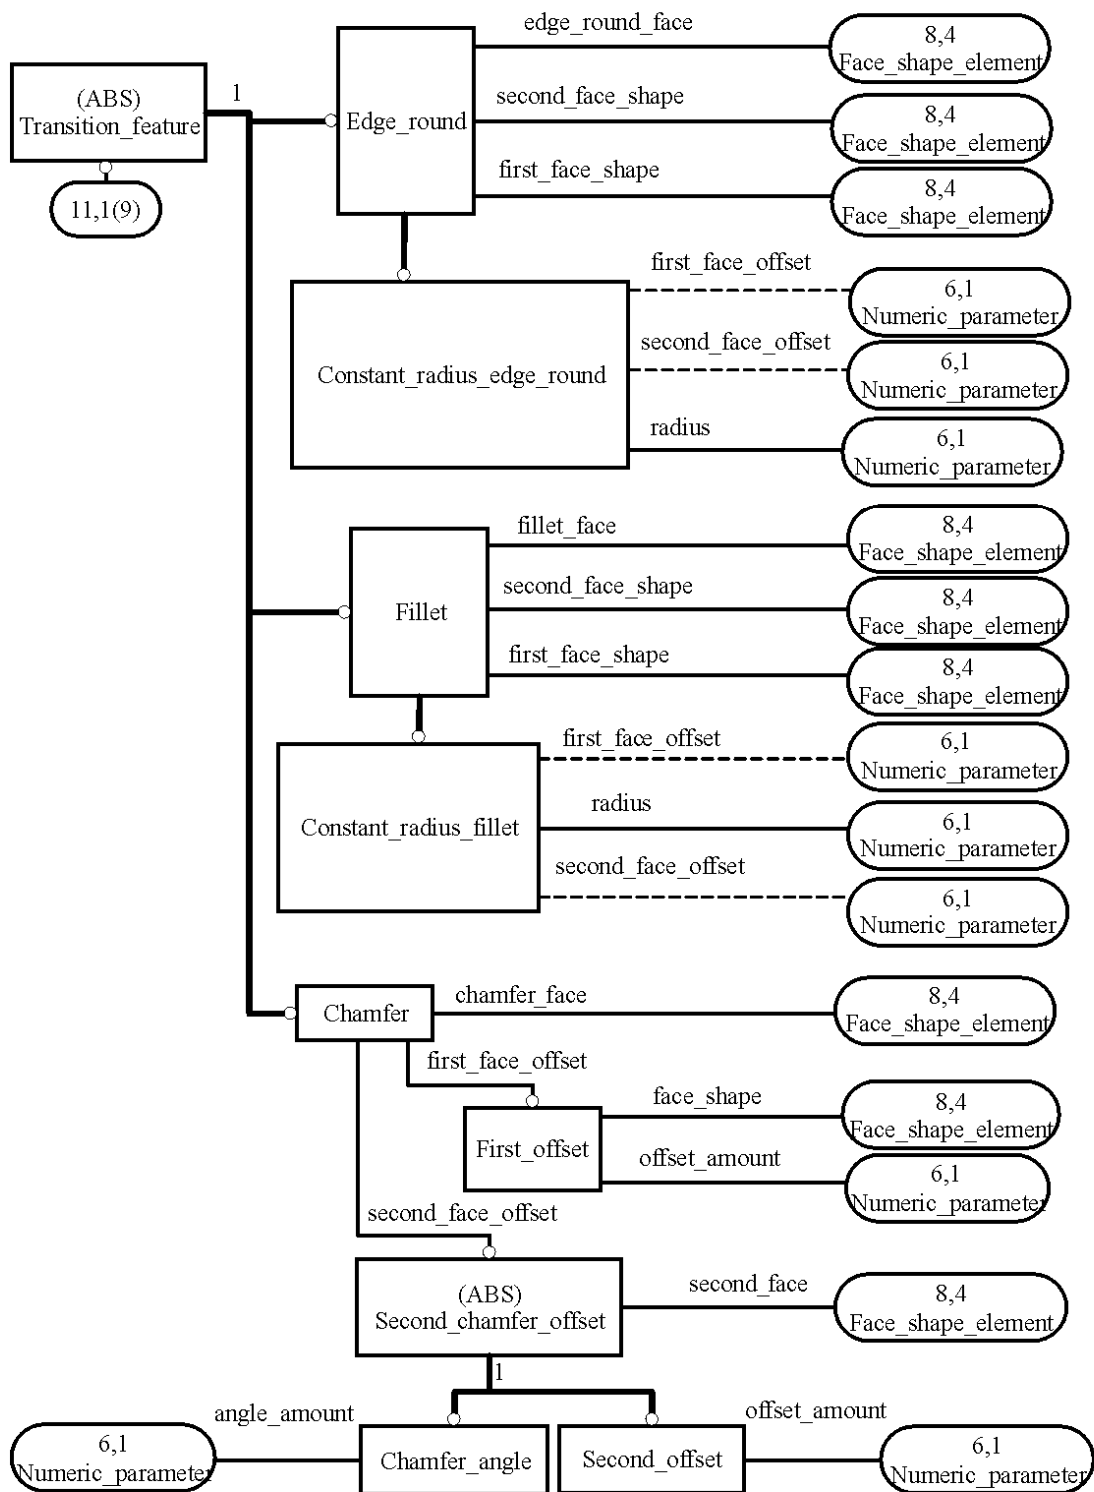 edge_round_face
8,4
Face_shape_element
(ABS)
Transition_feature
1
Edge_round
second_face_shape
8,4
Face_shape_element
first_face_shape
8,4
Face_shape_element
11,1(9)
first_face_offset
6,1
Numeric_parameter
Constant_radius_edge_round
second_face_offset
6,1
Numeric_parameter
radius
6,1
Numeric_parameter
fillet_face
8,4
Face_shape_element
Fillet
second_face_shape
8,4
Face_shape_element
first_face_shape
8,4
Face_shape_element
first_face_offset
6,1
Numeric_parameter
Constant_radius_fillet
radius
6,1
Numeric_parameter
second_face_offset
6,1
Numeric_parameter
Chamfer
chamfer_face
8,4
Face_shape_element
first_face_offset
First_offset
face_shape
8,4
Face_shape_element
offset_amount
6,1
Numeric_parameter
second_face_offset
(ABS)
Second_chamfer_offset
second_face
8,4
Face_shape_element
1
angle_amount
6,1
Numeric_parameter
Chamfer_angle
Second_offset
offset_amount
6,1
Numeric_parameter